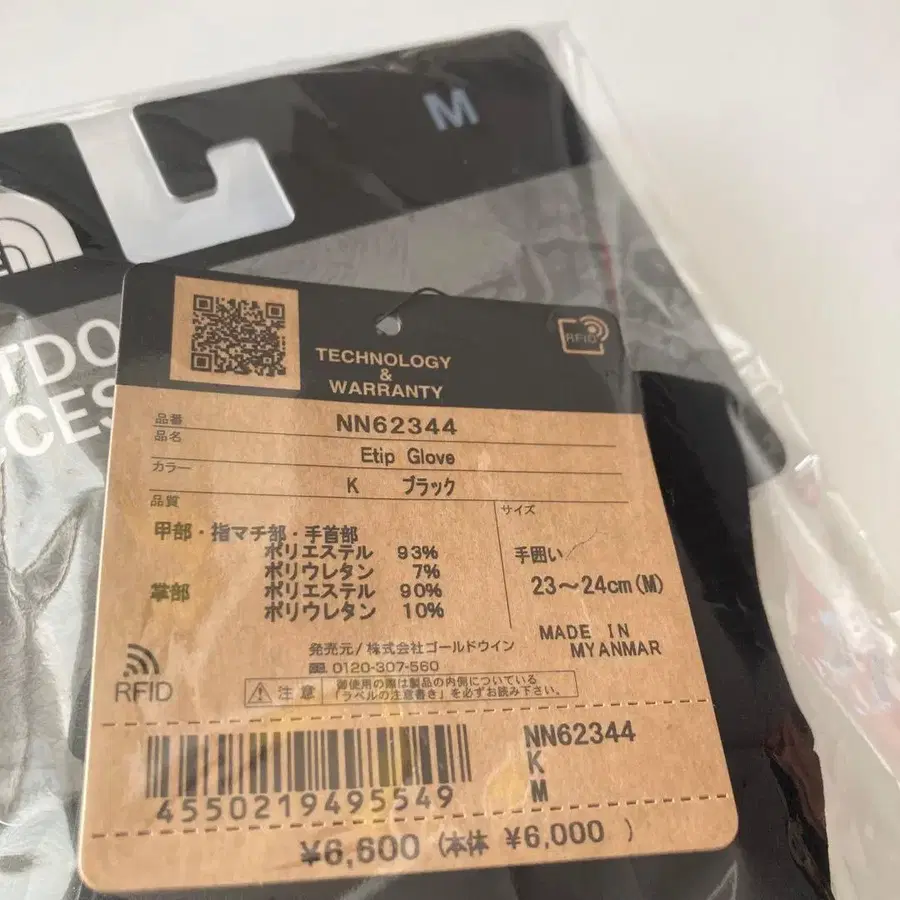 M
TDO
CCES
RFID
TECHNOLOGY
&
WARRANTY
品番 NN62344
品名 Etip Glove
カラー K ブラック
品質
甲部・指マチ部・手首部
ポリエステル 93%
ポリウレタン 7%
掌部 ポリエステル 90%
ポリウレタン 10%
サイズ
手囲い
23～24cm(M)
MADE IN
MYANMAR
発売元/株式会社ゴールドウイン
0120-307-560
RFID
注意 御使用の際は製品の内側についている
「ラベルの注意書き」を必ずお読み下さい。
4550219495549
NN62344
K
M
¥6,600 (本体 ¥6,000 )